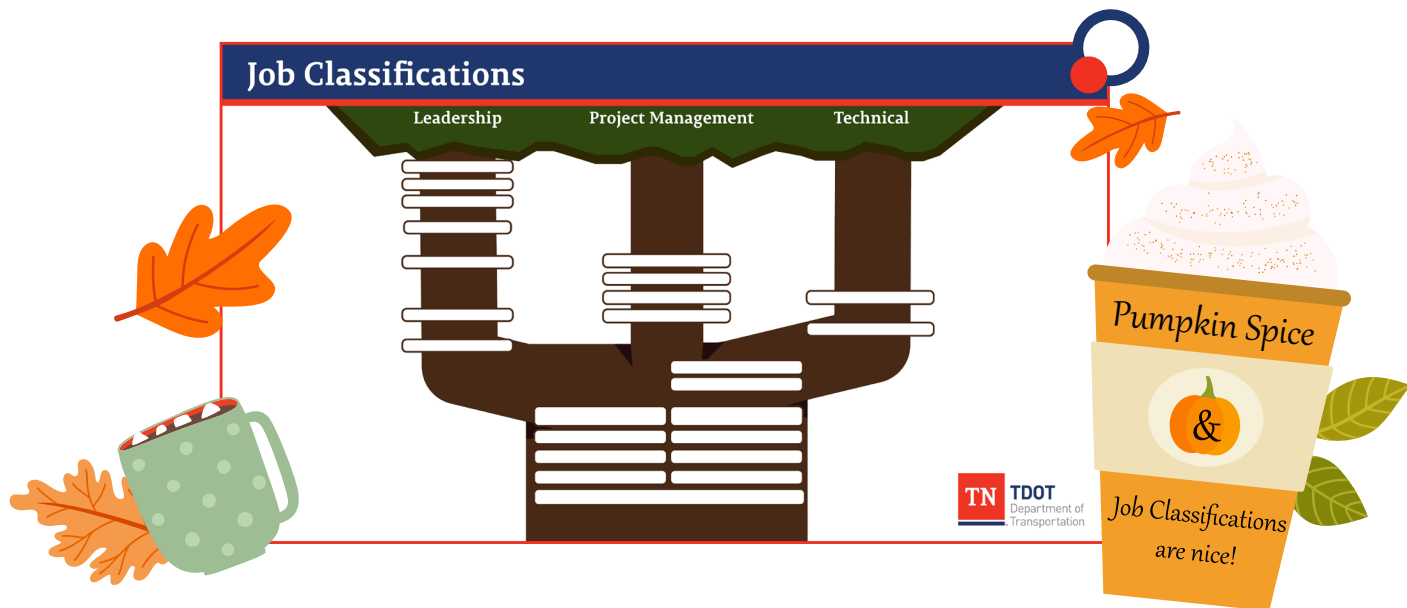 Job Classifications
Leadership Project Management Technical
Pumpkin Spice
&
Job Classifications
are nice!
TN TDOT
Department of
Transportation